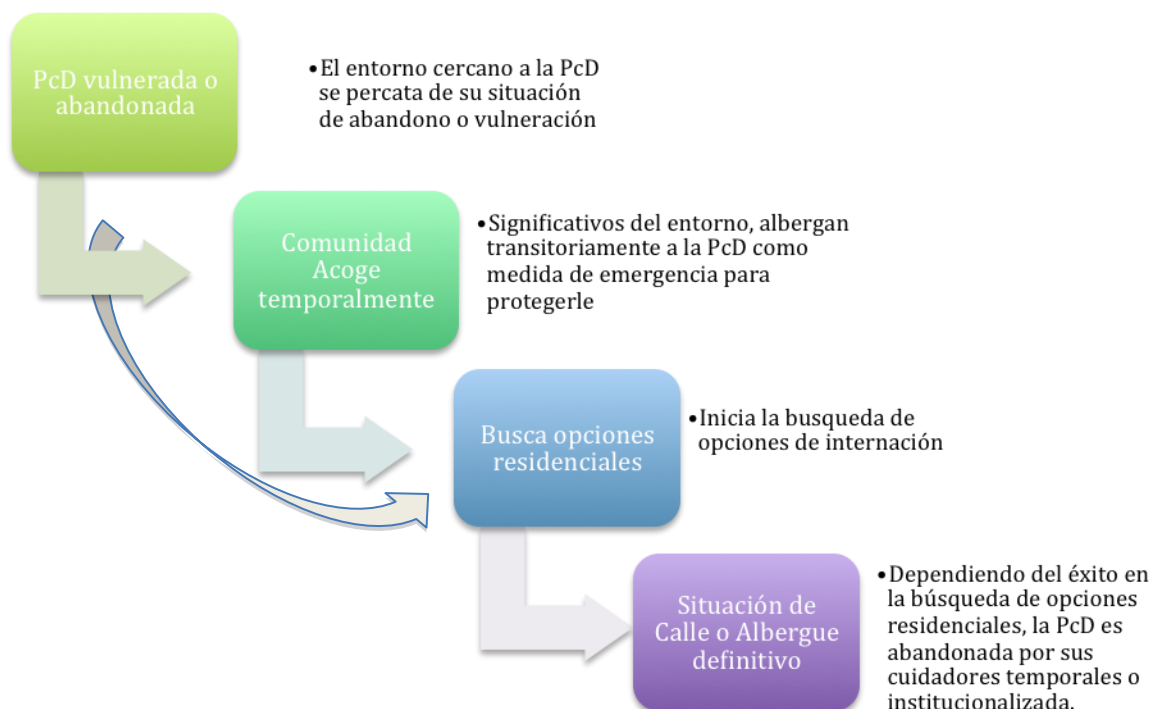 PcD vulnerada o
abandonada
•El entorno cercano a la PcD
se percata de su situación
de abandono o vulneración
Comunidad
Acoge
temporalmente
•Significativos del entorno, albergan
transitoriamente a la PcD como
medida de emergencia para
protegerle
Busca opciones
residenciales
•Inicia la busqueda de
opciones de internación
Situación de
Calle o Albergue
definitivo
•Dependiendo del éxito en
la búsqueda de opciones
residenciales, la PcD es
abandonada por sus
cuidadores temporales o
institucionalizada.